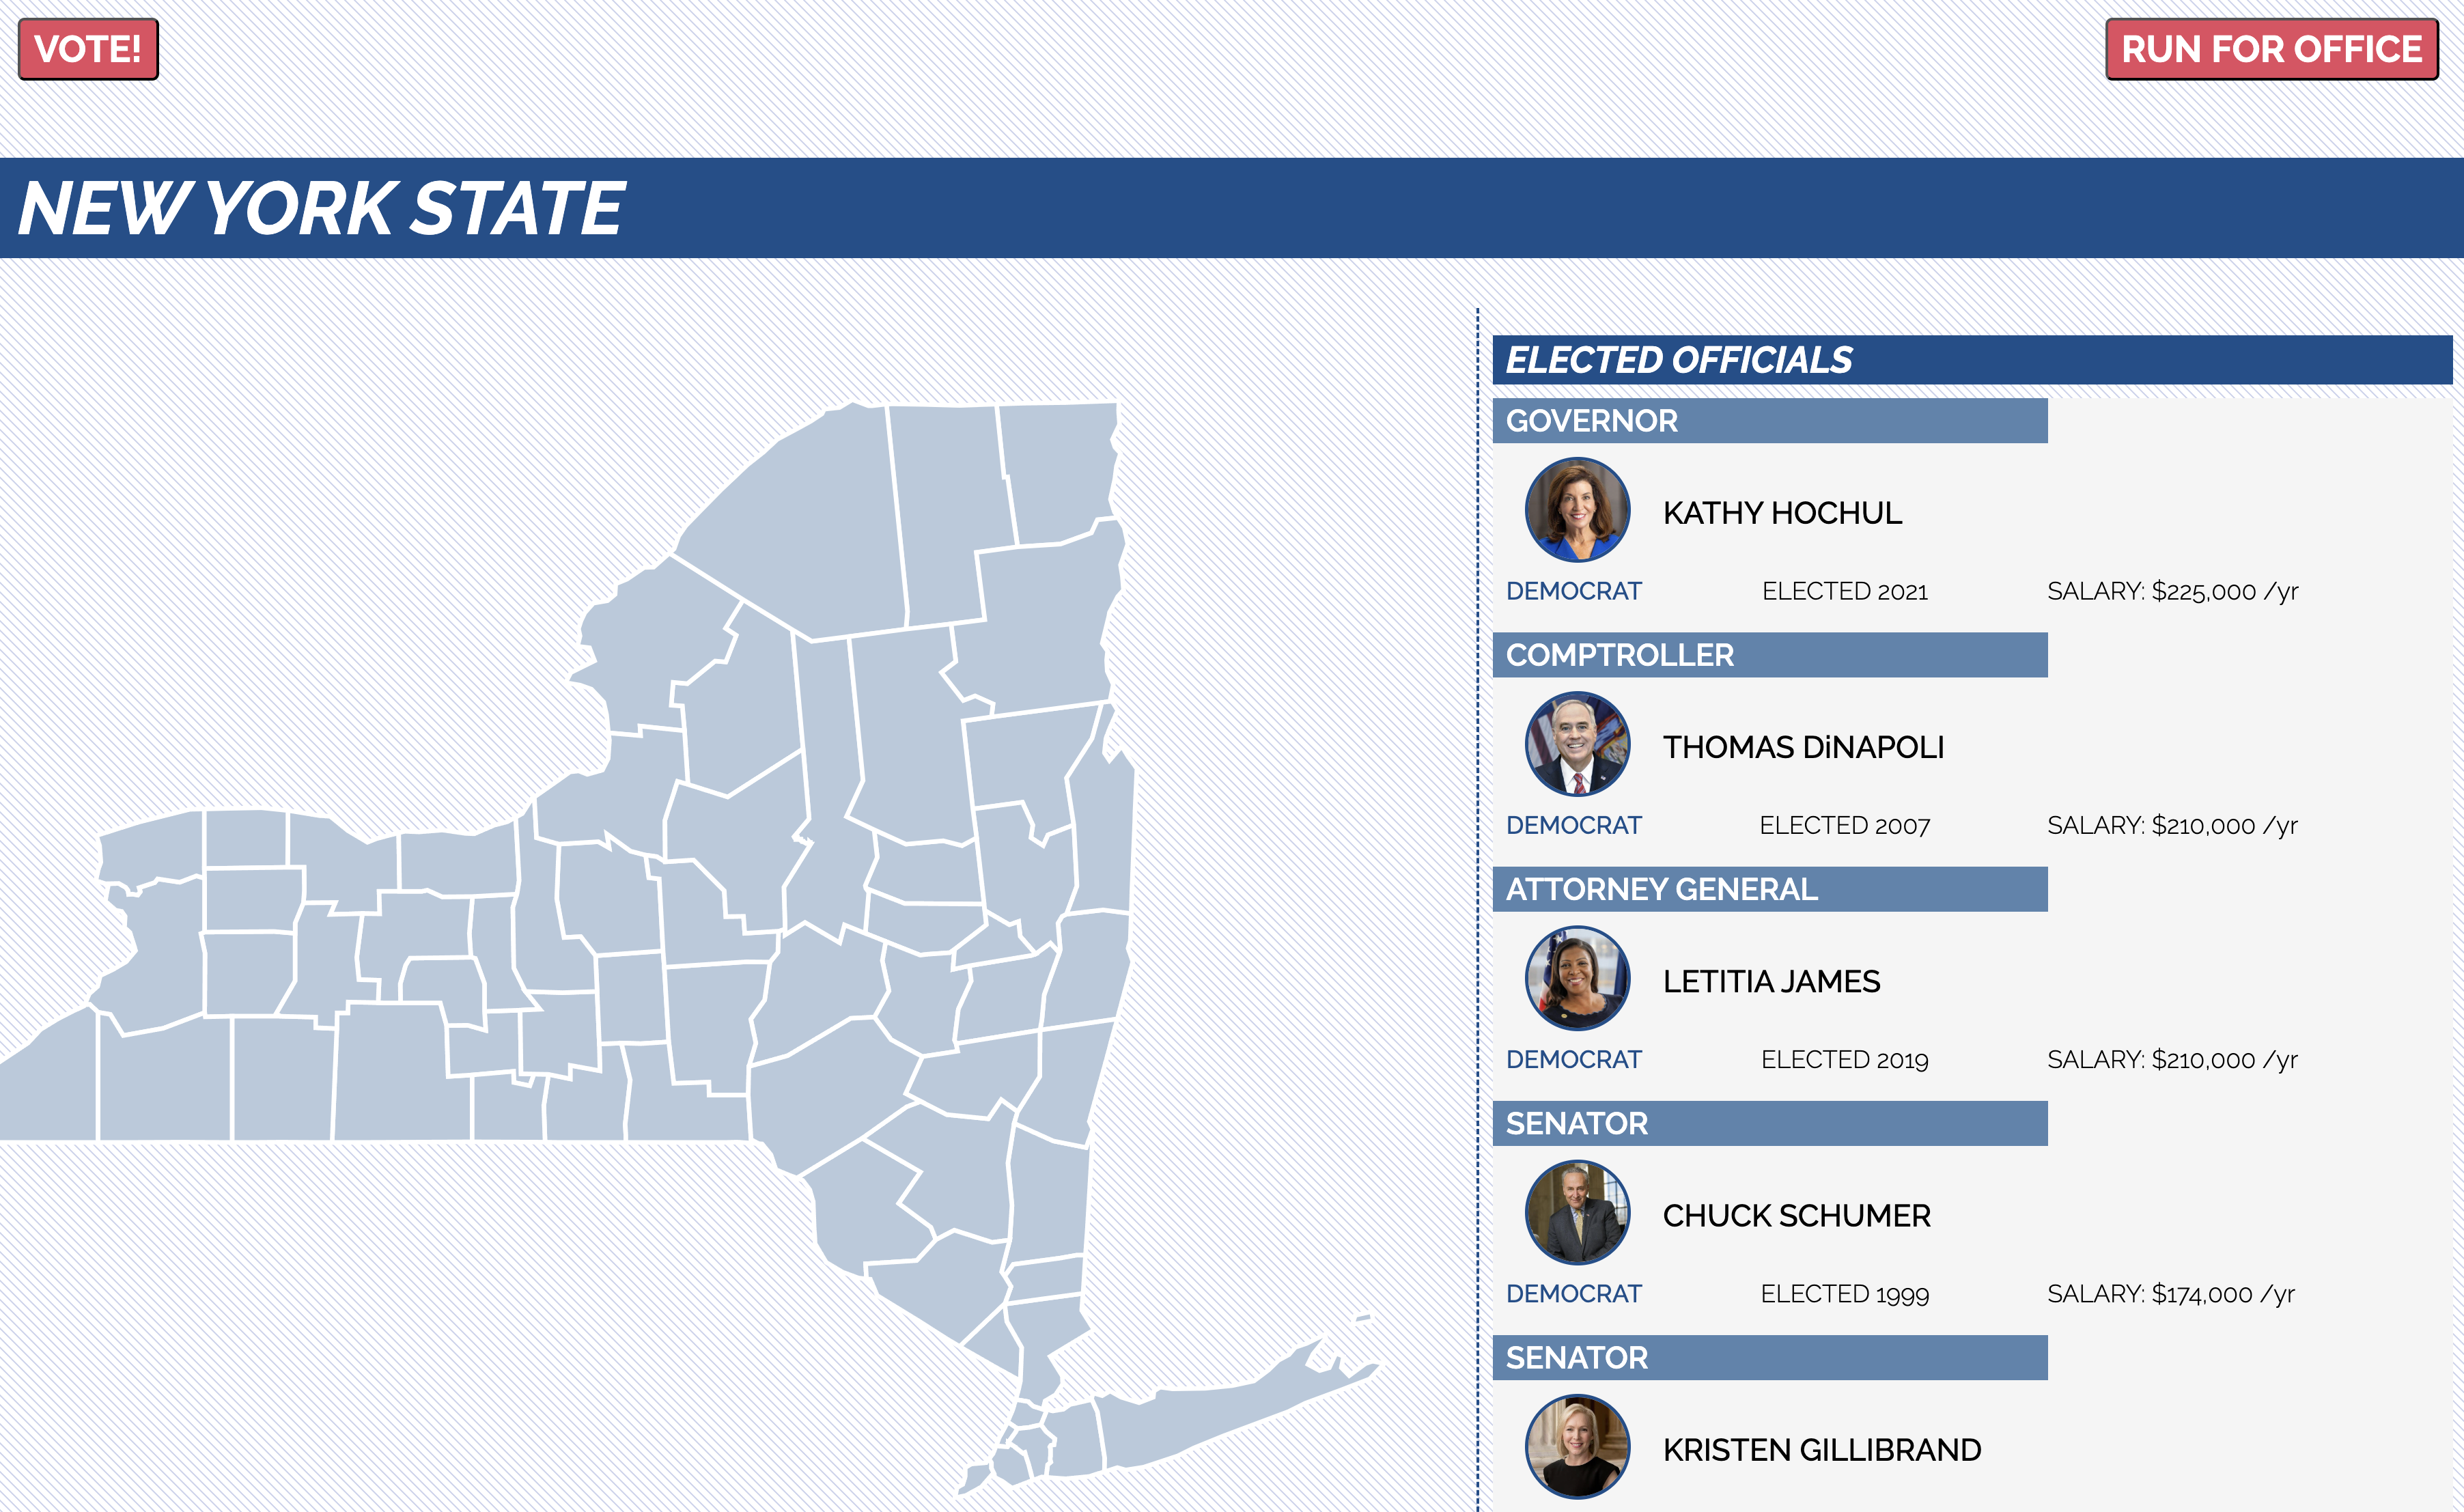 VOTE!
RUN FOR OFFICE
NEW YORK STATE
ELECTED OFFICIALS
GOVERNOR
KATHY HOCHUL
DEMOCRAT ELECTED 2021 SALARY: $225,000 /yr
COMPTROLLER
THOMAS DiNAPOLI
DEMOCRAT ELECTED 2007 SALARY: $210,000 /yr
ATTORNEY GENERAL
LETITIA JAMES
DEMOCRAT ELECTED 2019 SALARY: $210,000 /yr
SENATOR
CHUCK SCHUMER
DEMOCRAT ELECTED 1999 SALARY: $174,000 /yr
SENATOR
KRISTEN GILLIBRAND